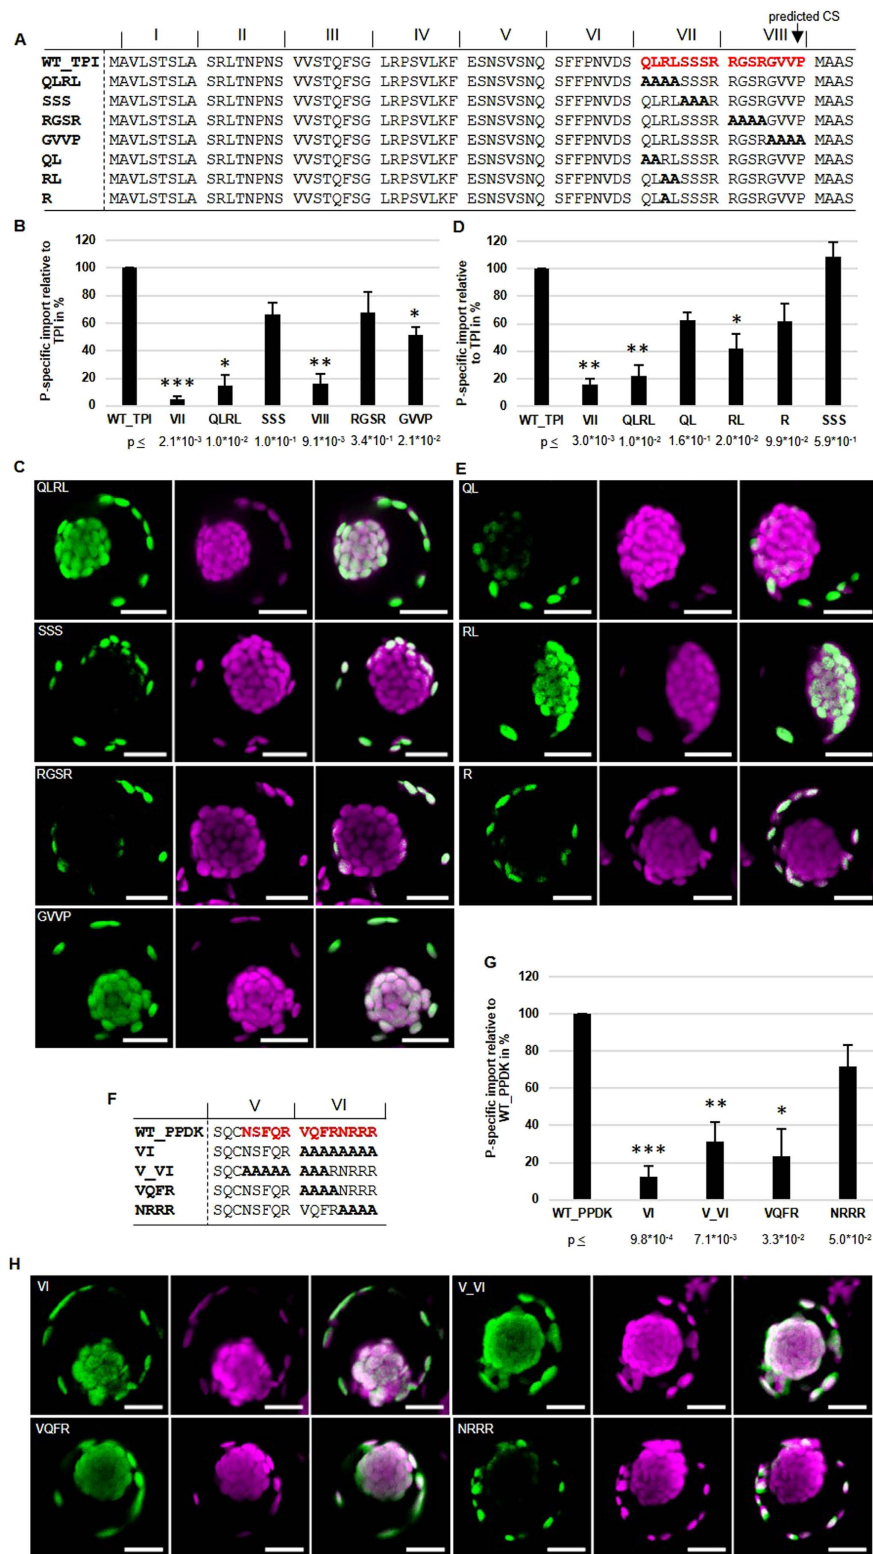 predicted CS
A I II III IV V VI VII VIII
WT_TPI MAVLSTSLA SRLTNPNS VVSTQFSG LRPSVLKF ESNSVSNQ SFFPNVDS QLRLSSSR RGSRGVVP MAAS
QLRL MAVLSTSLA SRLTNPNS VVSTQFSG LRPSVLKF ESNSVSNQ SFFPNVDS AAAASSSR RGSRGVVP MAAS
SSS MAVLSTSLA SRLTNPNS VVSTQFSG LRPSVLKF ESNSVSNQ SFFPNVDS QLRLAAAR RGSRGVVP MAAS
RGSR MAVLSTSLA SRLTNPNS VVSTQFSG LRPSVLKF ESNSVSNQ SFFPNVDS QLRLSSSR AAAAGVVP MAAS
GVVP MAVLSTSLA SRLTNPNS VVSTQFSG LRPSVLKF ESNSVSNQ SFFPNVDS QLRLSSSR RGSRAAAA MAAS
QL MAVLSTSLA SRLTNPNS VVSTQFSG LRPSVLKF ESNSVSNQ SFFPNVDS AARLSSSR RGSRGVVP MAAS
RL MAVLSTSLA SRLTNPNS VVSTQFSG LRPSVLKF ESNSVSNQ SFFPNVDS QLAASSSR RGSRGVVP MAAS
R MAVLSTSLA SRLTNPNS VVSTQFSG LRPSVLKF ESNSVSNQ SFFPNVDS QLALSSSR RGSRGVVP MAAS
B
P-specific import relative to
TPI in %
120
100
80
60
40
20
0
*** * ** *
WT_TPI VII QLRL SSS VIII RGSR GVVP
p ≤ 2.1*10-3 1.0*10-2 1.0*10-1 9.1*10-3 3.4*10-1 2.1*10-2
D
P-specific import relative
to TPI in %
120
100
80
60
40
20
0
** ** *
WT_TPI VII QLRL QL RL R SSS
p ≤ 3.0*10-3 1.0*10-2 1.6*10-1 2.0*10-2 9.9*10-2 5.9*10-1
C
QLRL
SSS
RGSR
GVVP
E
QL
RL
R
F V VI
WT_PPDK SQCNSFQR VQFRNRRR
VI SQCNSFQR AAAAAAAA
V_VI SQCAAAAA AAARNRRR
VQFR SQCNSFQR AAAANRRR
NRRR SQCNSFQR VQFRAAAA
G
P-specific import relative to
WT_PPDK in %
120
100
80
60
40
20
0
*** ** *
WT_PPDK VI V_VI VQFR NRRR
p ≤ 9.8*10-4 7.1*10-3 3.3*10-2 5.0*10-2
H
VI V_VI
VQFR NRRR